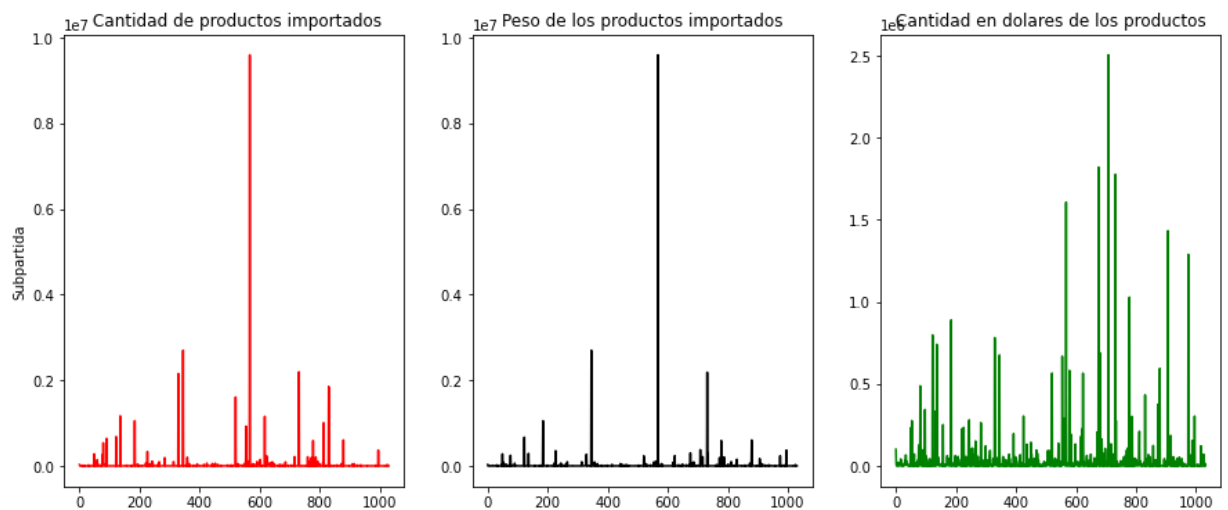 Cantidad de productos importados
1e7
1.0
0.8
0.6
0.4
0.2
0.0
Subpartida
0 200 400 600 800 1000
Peso de los productos importados
1e7
1.0
0.8
0.6
0.4
0.2
0.0
0 200 400 600 800 1000
Cantidad en dolares de los productos
1e6
2.5
2.0
1.5
1.0
0.5
0.0
0 200 400 600 800 1000